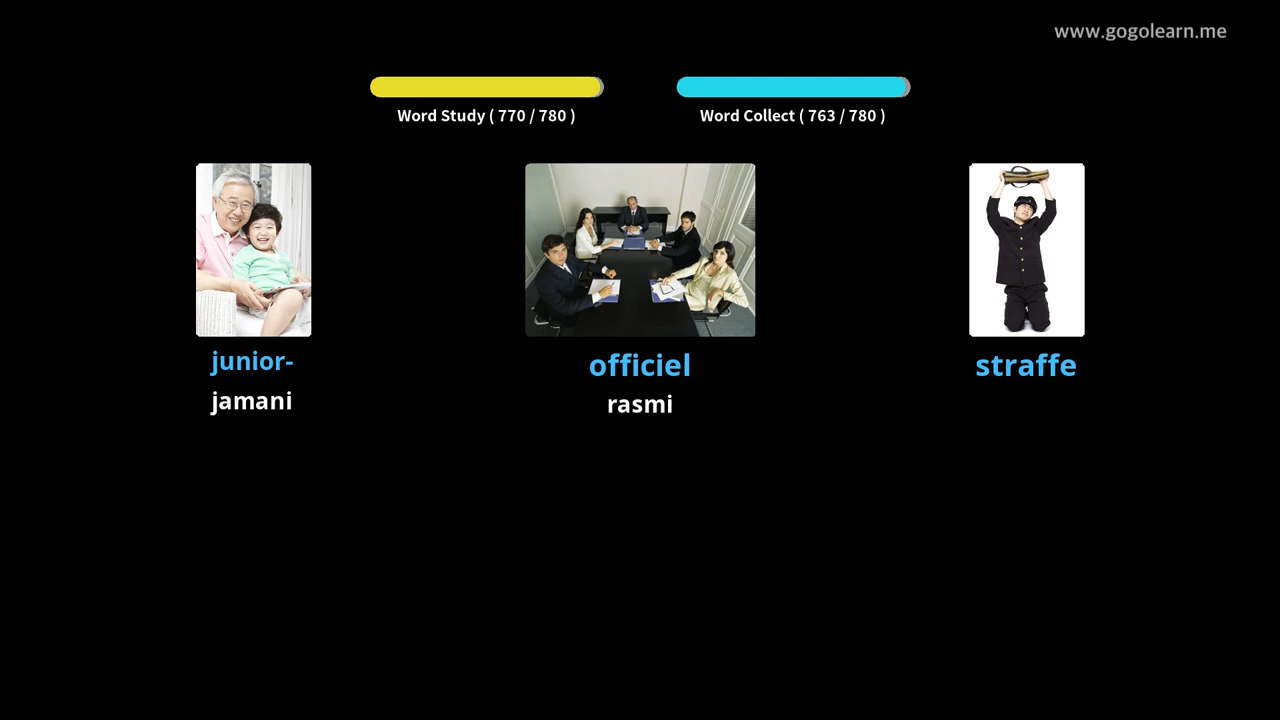 www.gogolearn.me
Word Study ( 770 / 780 )
Word Collect ( 763 / 780 )
junior-
jamani
officiel
rasmi
straffe